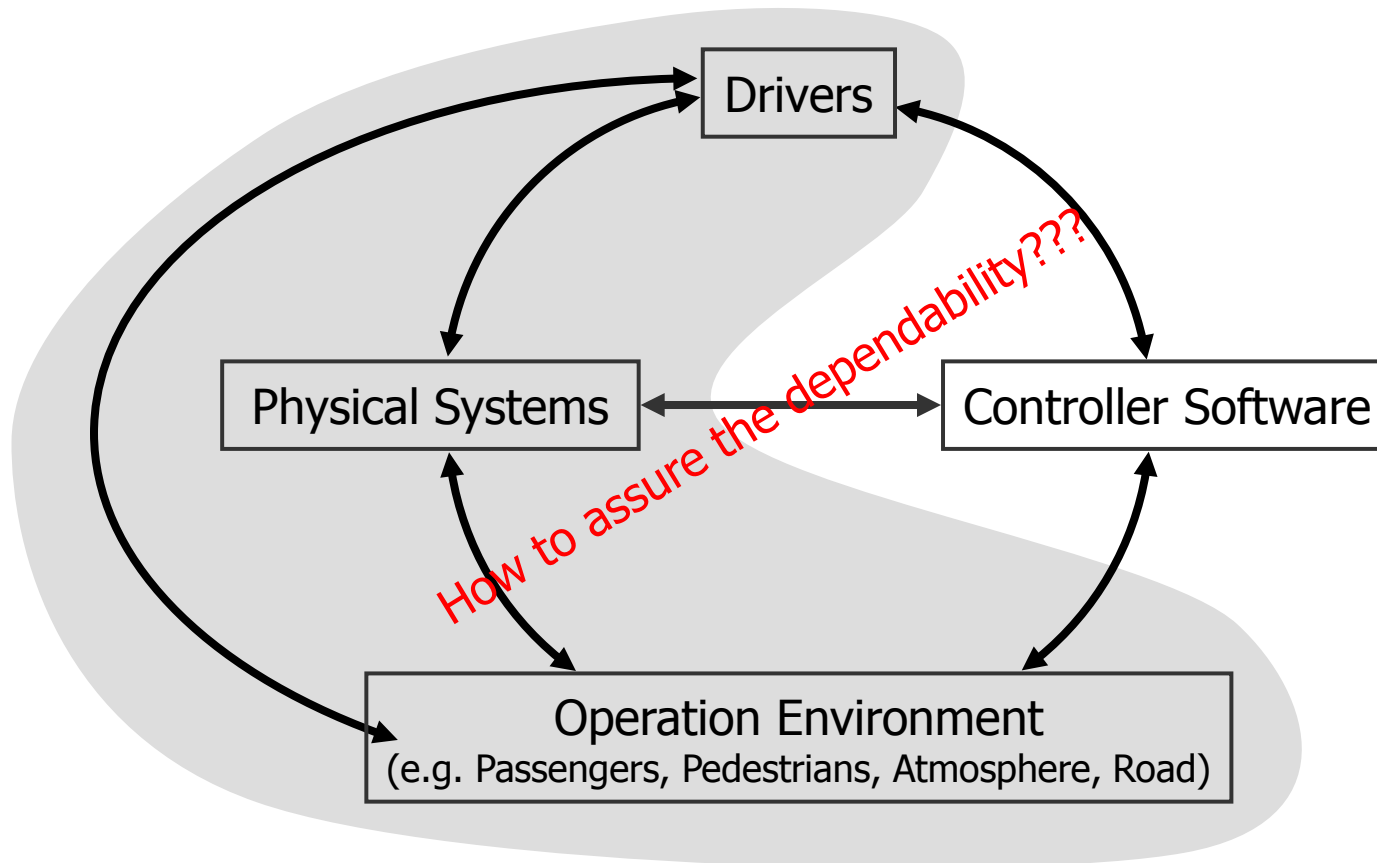 Drivers
How to assure the dependability???
Physical Systems
Controller Software
Operation Environment
(e.g. Passengers, Pedestrians, Atmosphere, Road)